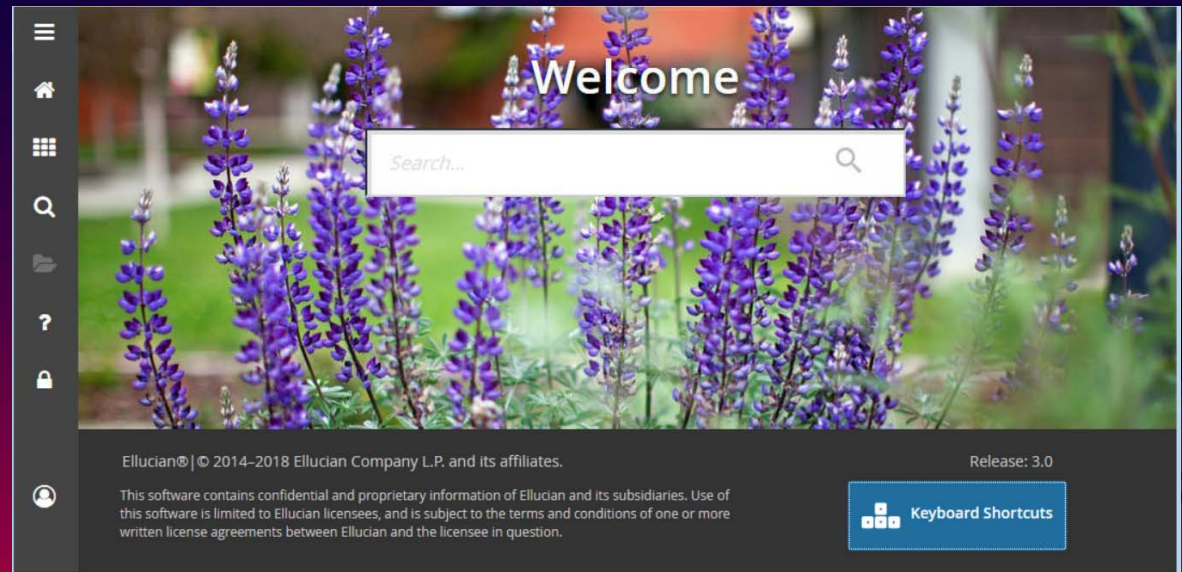 Welcome
Search...
Ellucian®|© 2014–2018 Ellucian Company L.P. and its affiliates.
Release: 3.0
This software contains confidential and proprietary information of Ellucian and its subsidiaries. Use of
this software is limited to Ellucian licensees, and is subject to the terms and conditions of one or more
written license agreements between Ellucian and the licensee in question.
Keyboard Shortcuts